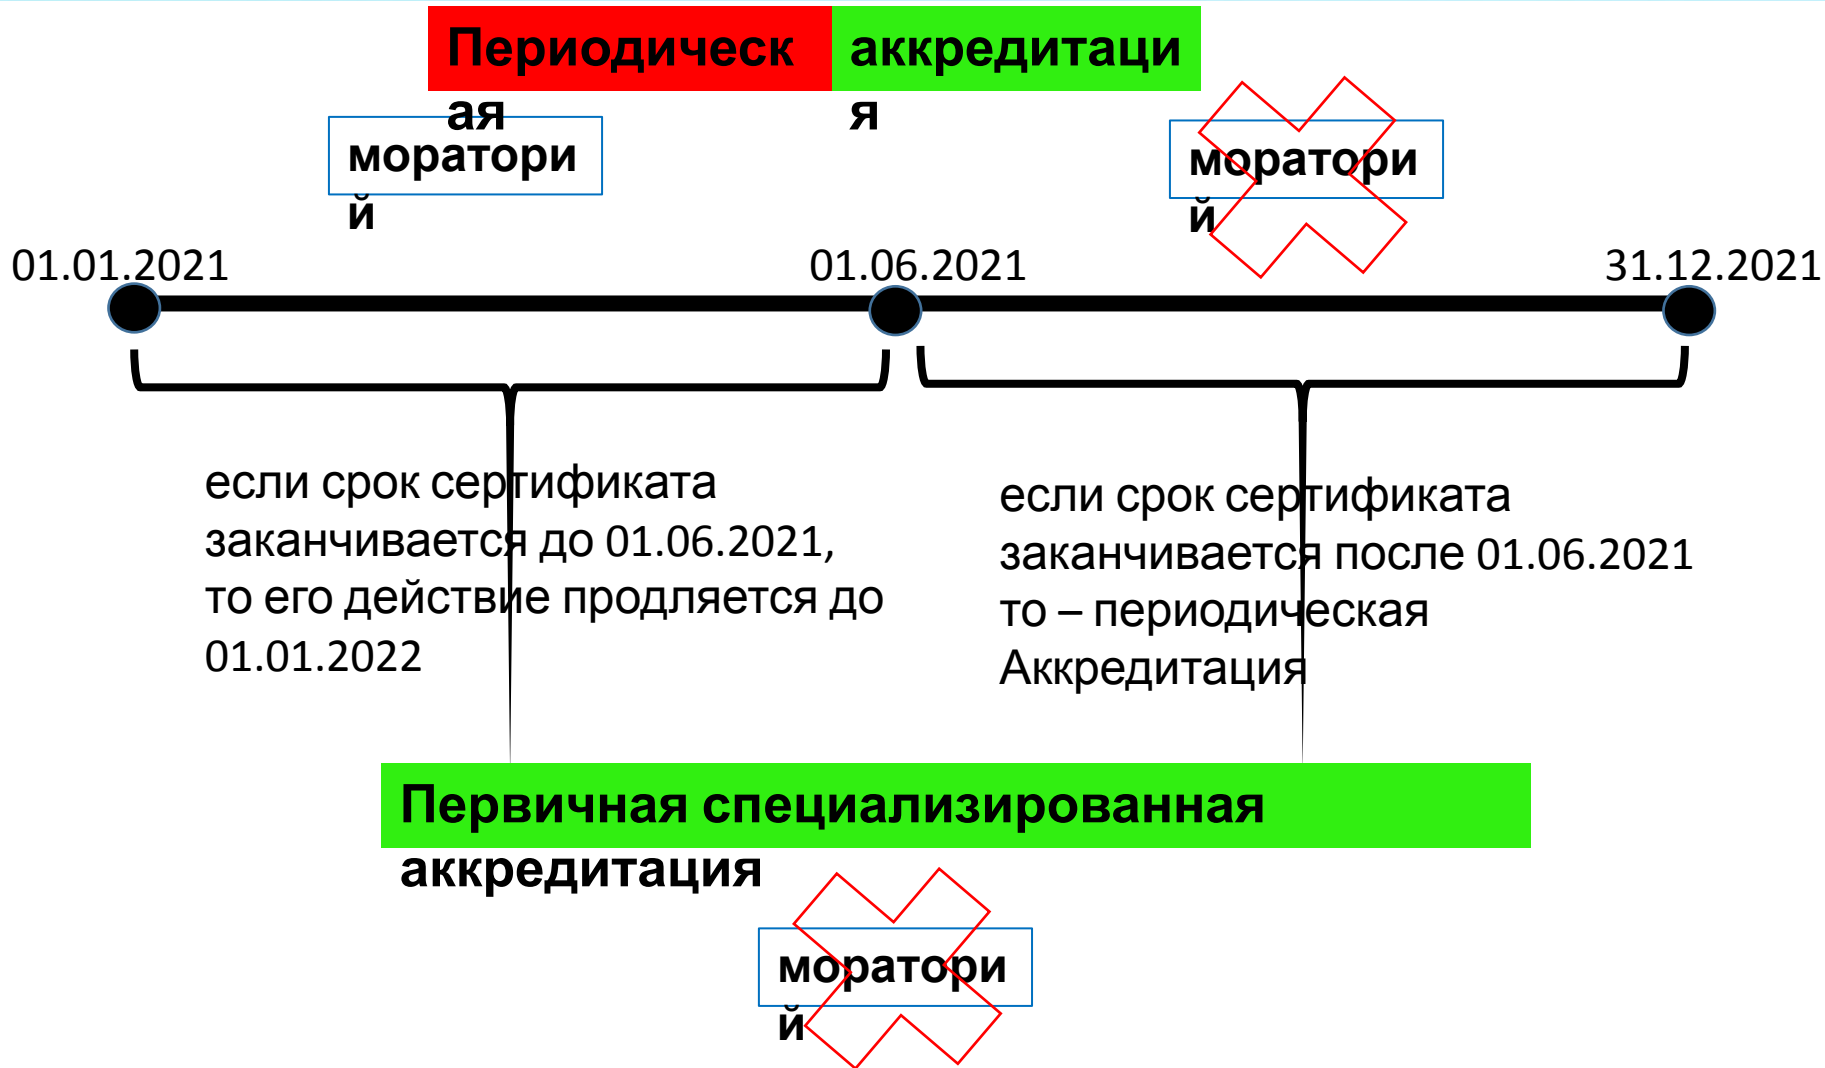 Периодическ
ая
аккредитаци
я
моратори
й
моратори
й
01.01.2021
01.06.2021
31.12.2021
если срок сертификата
заканчивается до 01.06.2021,
то его действие продляется до
01.01.2022
если срок сертификата
заканчивается после 01.06.2021
то – периодическая
Аккредитация
Первичная специализированная
аккредитация
моратори
й